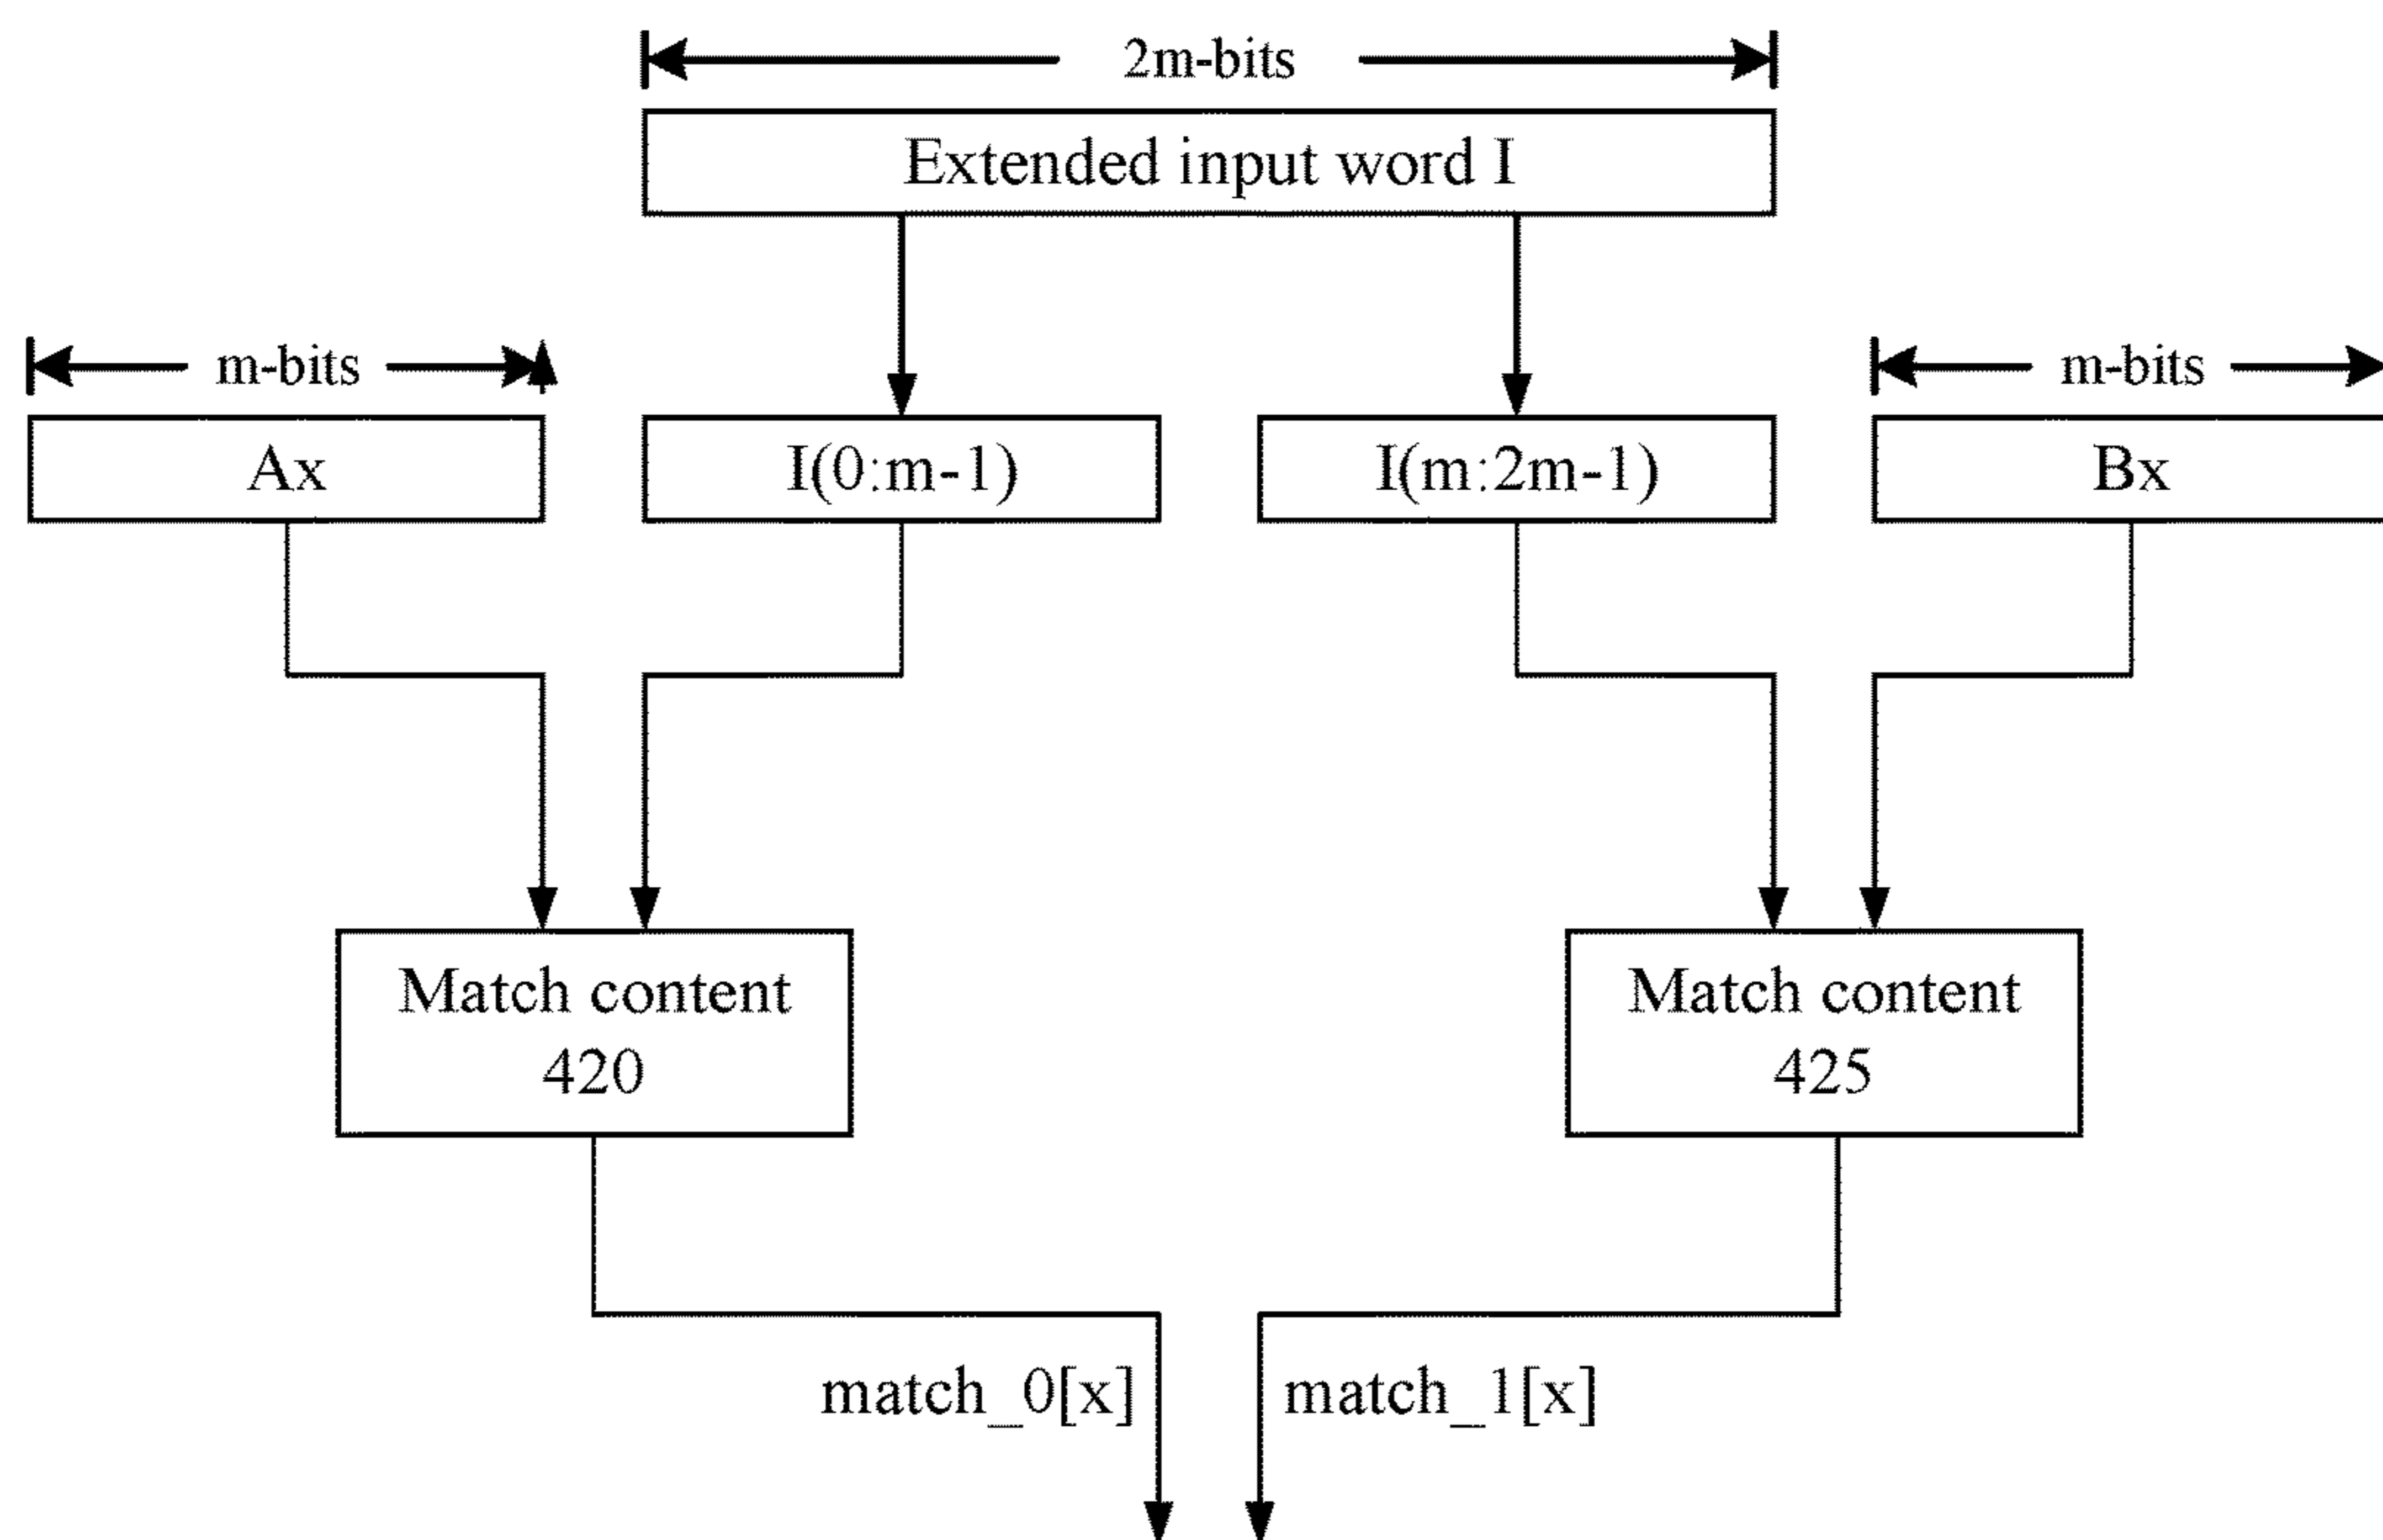 2m-bits
Extended input word I
m-bits
m-bits
Ax
I(0:m-1)
I(m:2m-1)
Bx
Match content
420
Match content
425
match_0[x]
match_1[x]